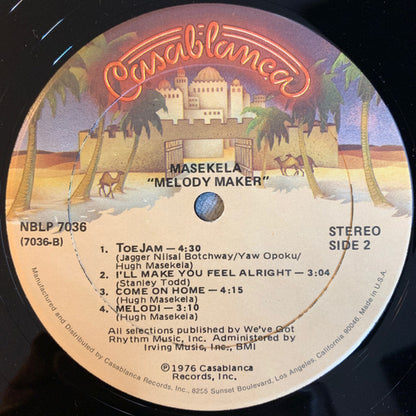 Casablanca
MASEKELA
"MELODY MAKER"
NBLP 7036
(7036-B)
STEREO
SIDE 2
1. TOEJAM — 4:30
(Jagger Niisal Botchway/Yaw Opoku/
Hugh Masekela)
2. I'LL MAKE YOU FEEL ALRIGHT — 3:04
(Stanley Todd)
3. COME ON HOME — 4:15
(Hugh Masekela)
4. MELODI — 3:10
(Hugh Masekela)
All selections published by We've Got
Rhythm Music, Inc. Administered by
Irving Music, Inc., BMI
©1976 Casablanca
Records, Inc.
Manufactured and Distributed by Casablanca Records, Inc., 8255 Sunset Boulevard, Los Angeles, California 90046, Made in U.S.A.